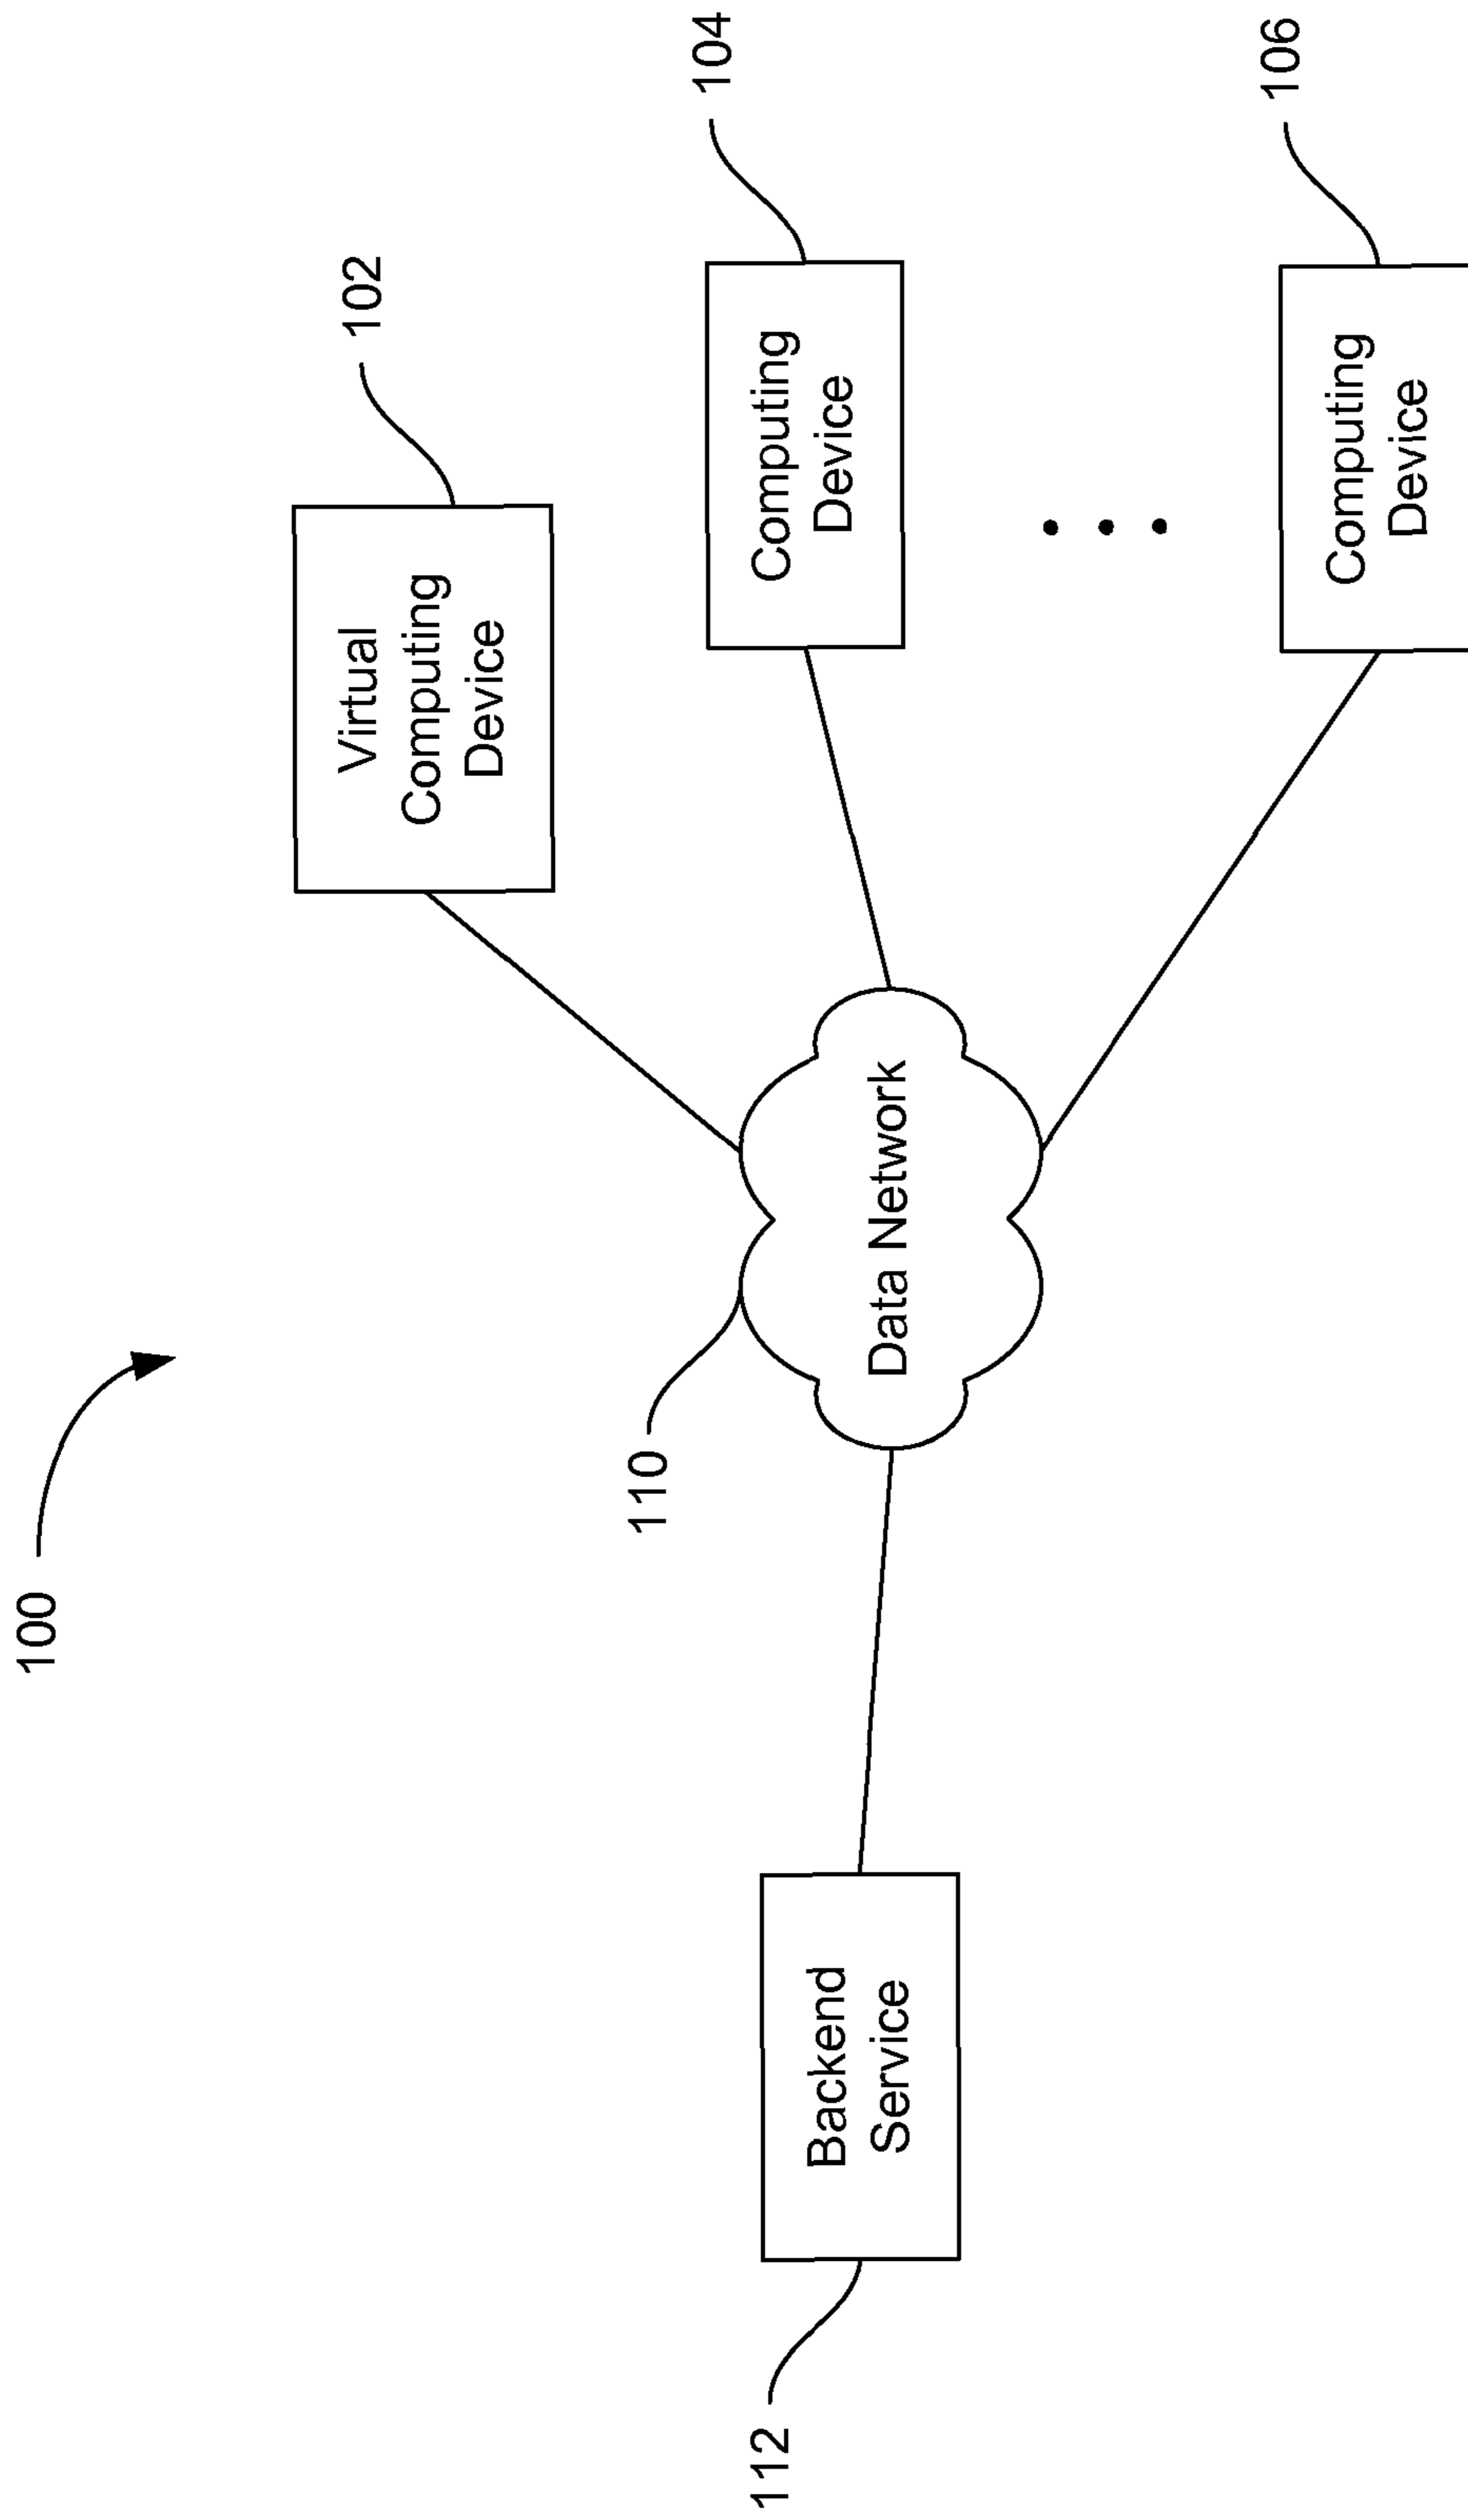 100
102
Virtual
Computing
Device
110
104
Computing
Device
112
Backend
Service
Data Network
106
Computing
Device